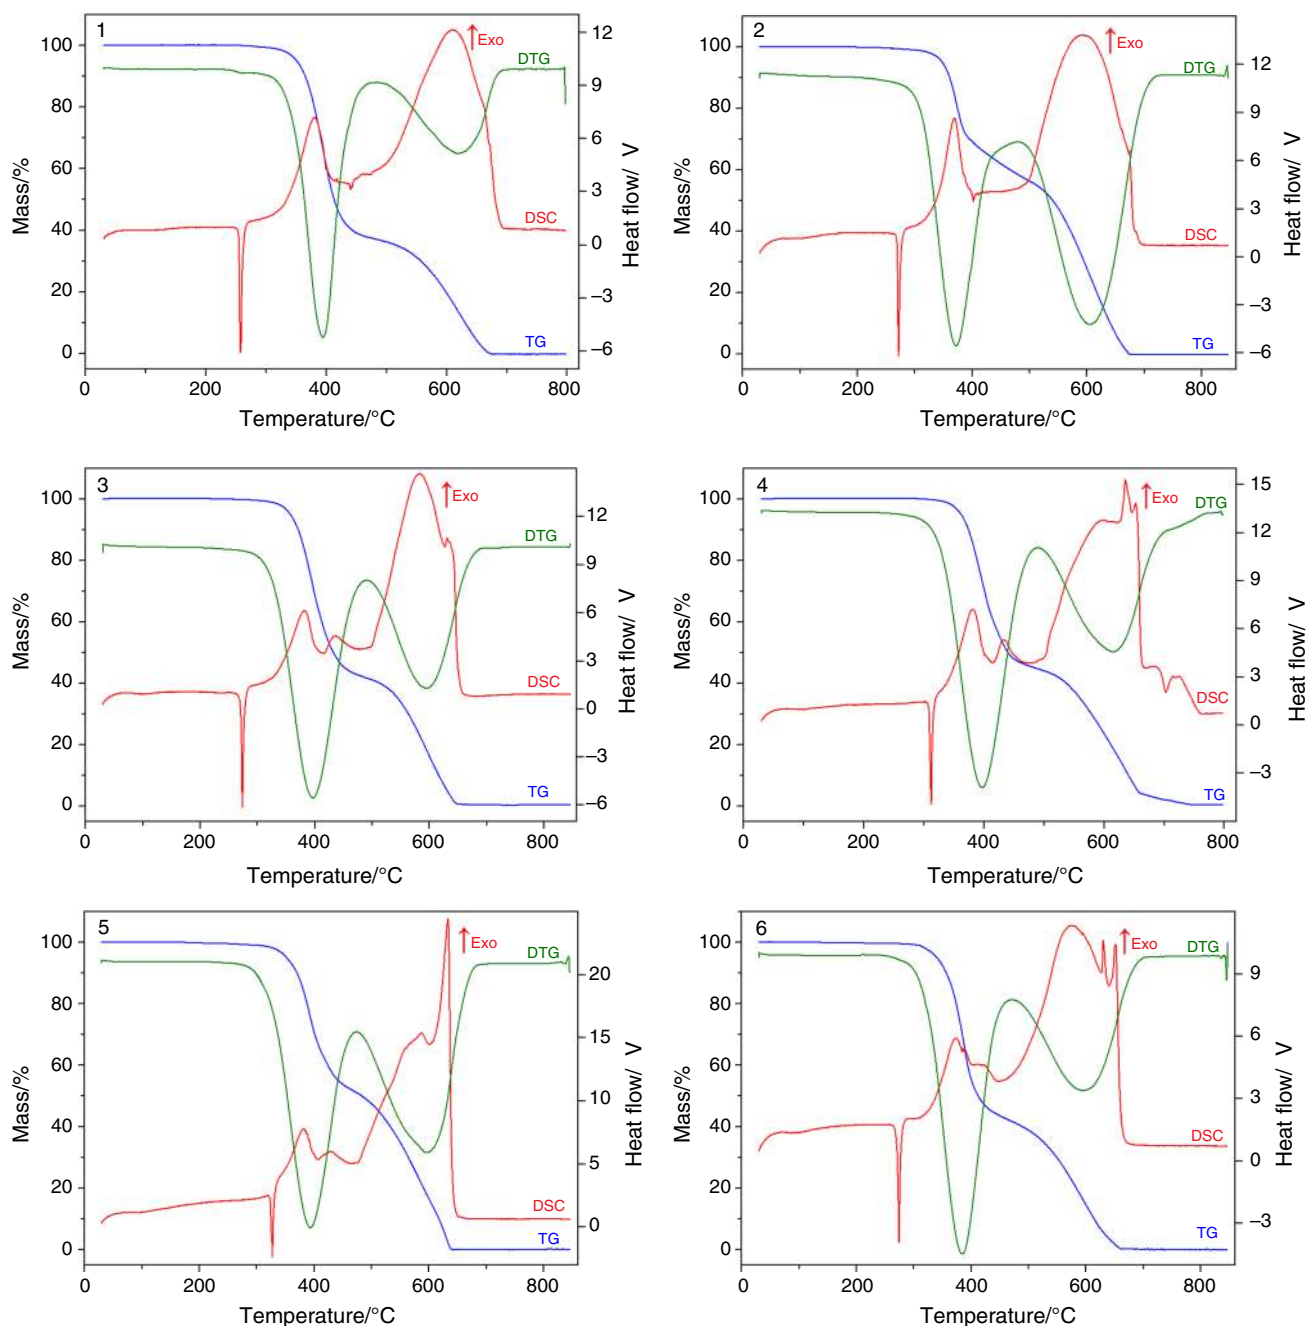 1
Exo
DTG
DSC
TG
100
80
60
40
20
0
Mass/%
12
9
6
3
0
−3
−6
Heat flow/ V
0 200 400 600 800
Temperature/°C
2
Exo
DTG
DSC
TG
100
80
60
40
20
0
Mass/%
12
9
6
3
0
−3
−6
Heat flow/ V
0 200 400 600 800
Temperature/°C
3
Exo
DTG
DSC
TG
100
80
60
40
20
0
Mass/%
12
9
6
3
0
−3
−6
Heat flow/ V
0 200 400 600 800
Temperature/°C
4
Exo
DTG
DSC
TG
100
80
60
40
20
0
Mass/%
15
12
9
6
3
0
−3
Heat flow/ V
0 200 400 600 800
Temperature/°C
5
Exo
DTG
DSC
TG
100
80
60
40
20
0
Mass/%
20
15
10
5
0
Heat flow/ V
0 200 400 600 800
Temperature/°C
6
Exo
DTG
DSC
TG
100
80
60
40
20
0
Mass/%
9
6
3
0
−3
Heat flow/ V
0 200 400 600 800
Temperature/°C